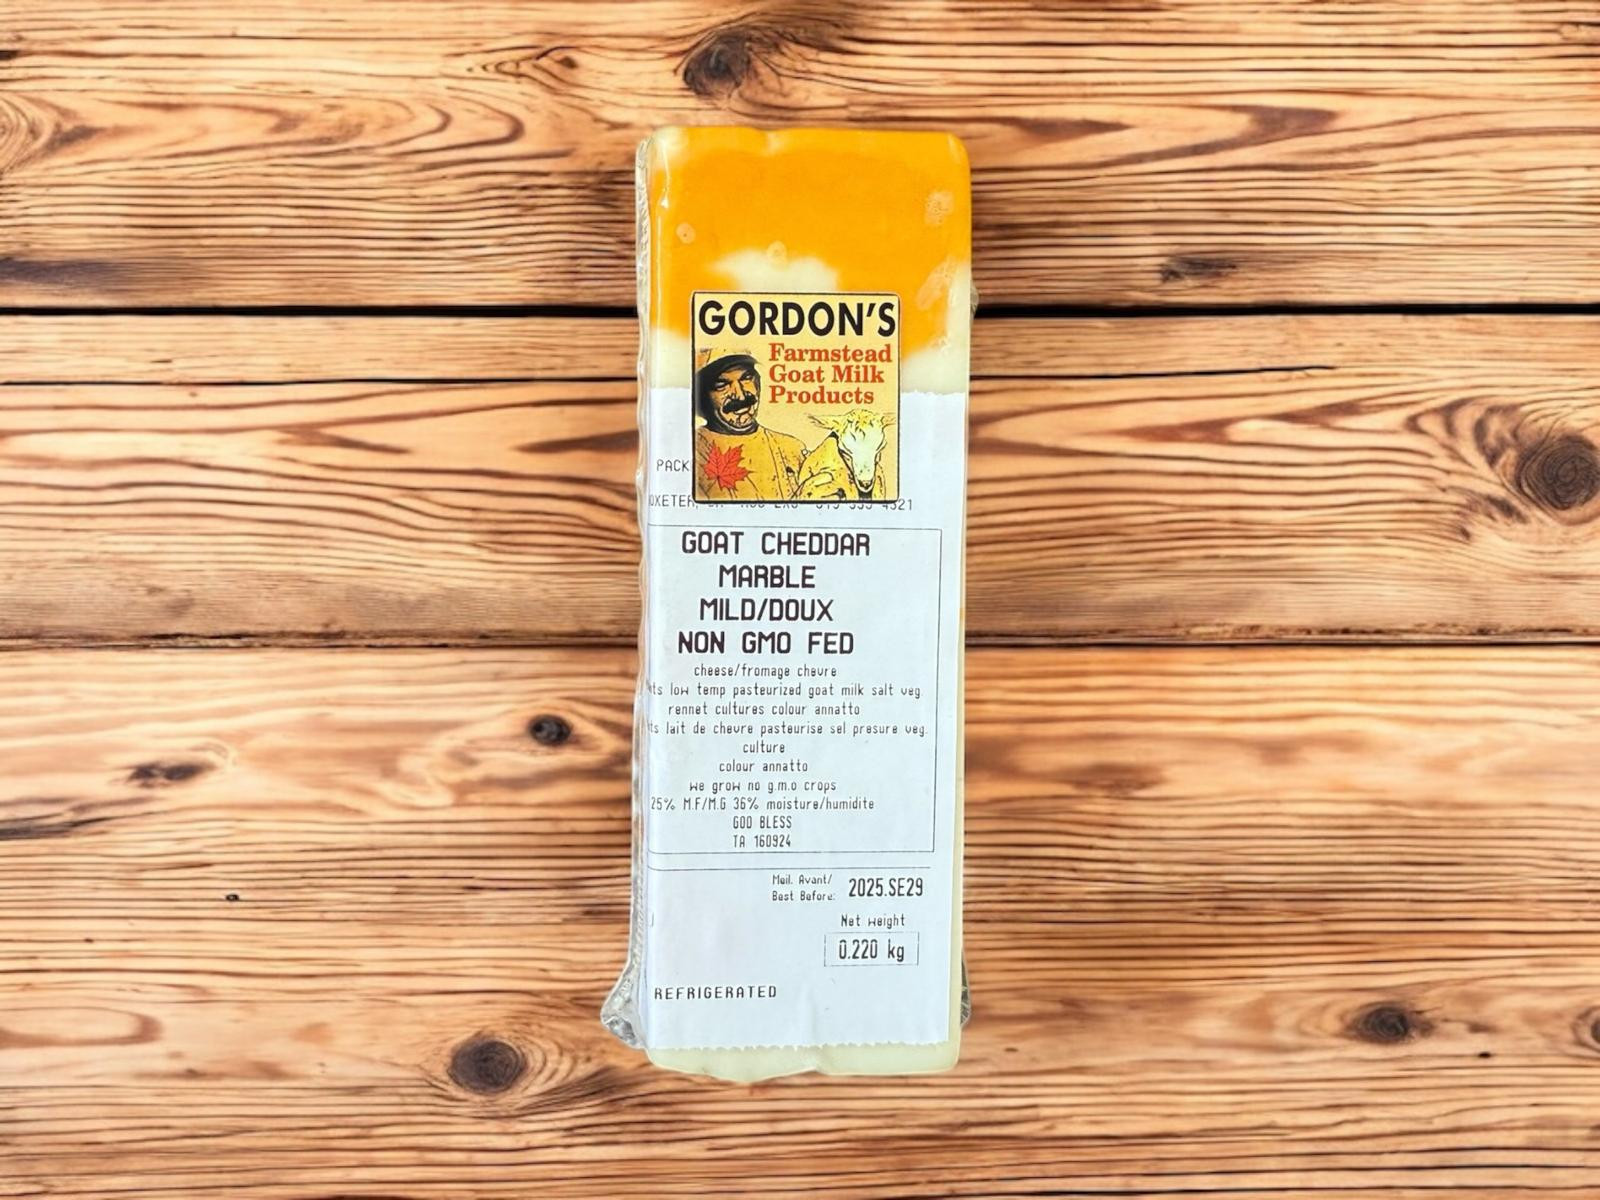 GORDON'S
Farmstead
Goat Milk
Products
PACK
GOAT CHEDDAR
MARBLE
MILD/DOUX
NON GMO FED
cheese/fromage chevre
low temp pasteurized goat milk salt veg.
rennet cultures colour annatto
lait de chevre pasteurise sel presure veg.
culture
colour annatto
we grow no g.m.o crops
25% M.F/M.G 36% moisture/humidite
GOD BLESS
TA 160924
Meil. Avant/
Best Before: 2025.SE29
Net weight
0.220 kg
REFRIGERATED